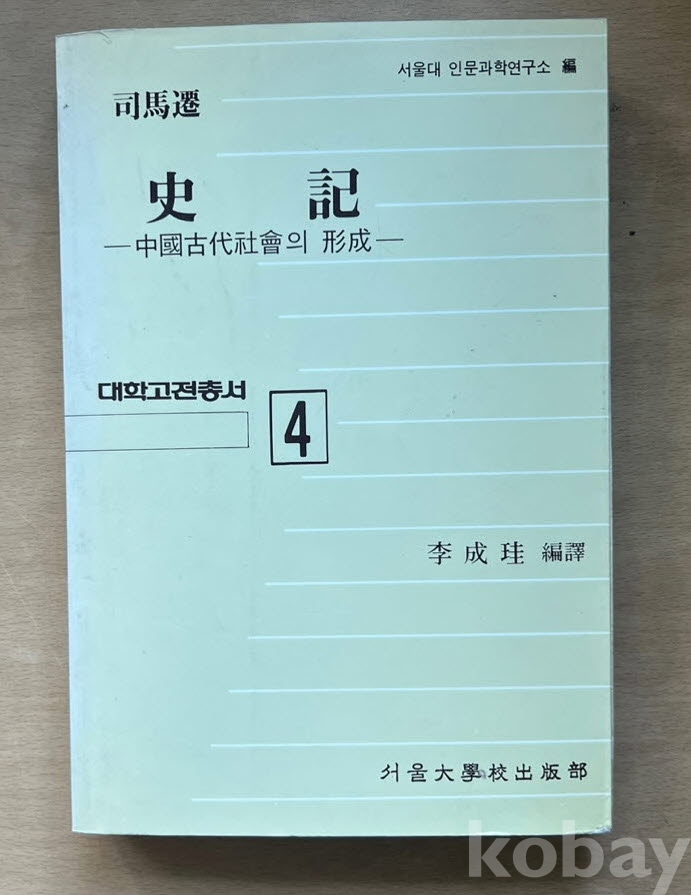 서울대 인문과학연구소 編
司馬遷
史 記
—中國古代社會의 形成—
대학고전총서
4
李成珪 編譯
서울大學校出版部
kobay